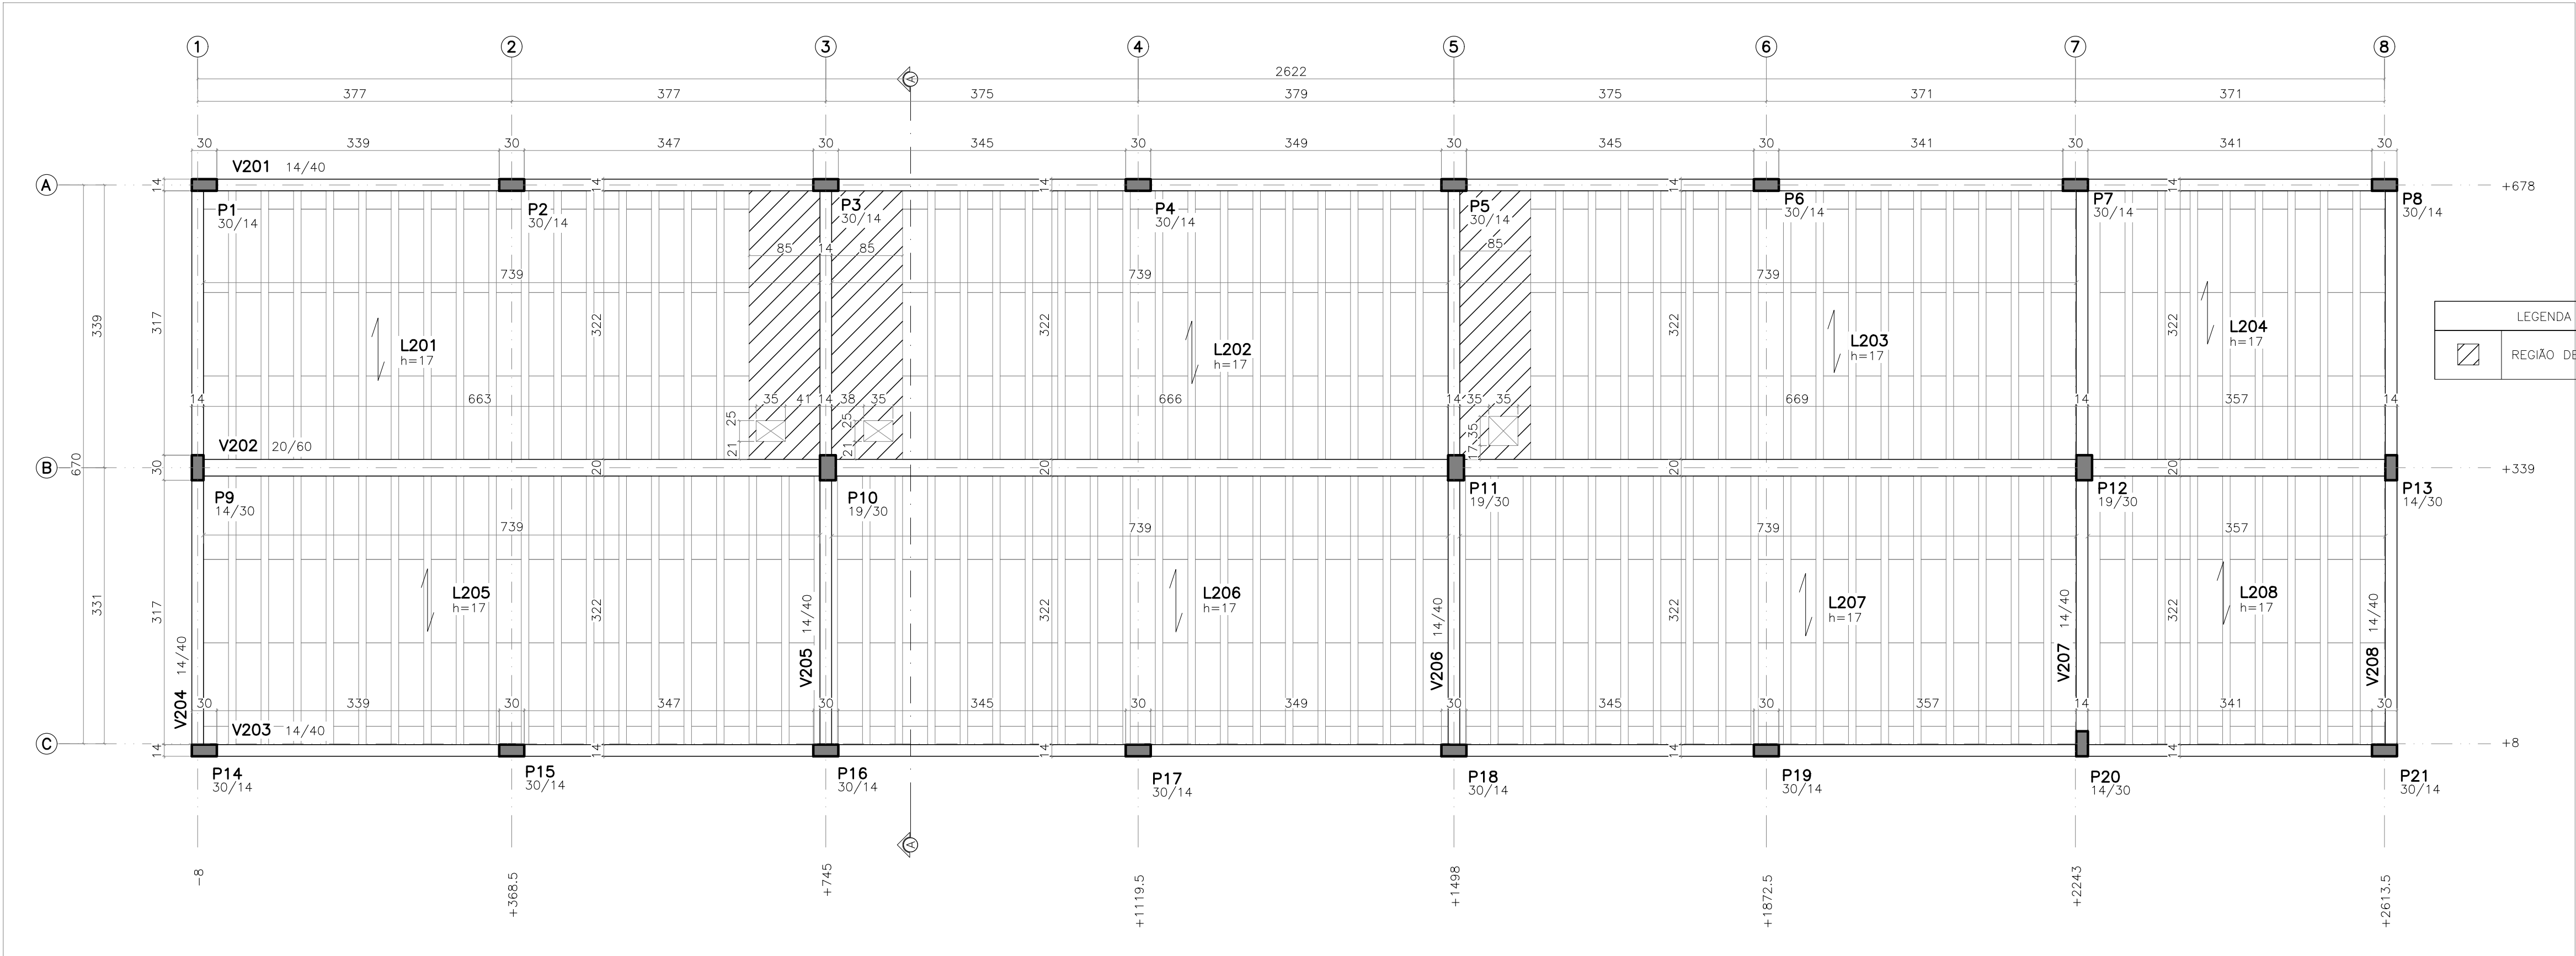 1 2 3 4 5 6 7 8
2622
377 377 375 379 375 371 371
30 339 30 347 30 345 30 349 30 345 30 341 30 341 30
A
A
V201 14/40
14 14 14 14 14
+678
P1
30/14
P2
30/14
P3
30/14
P4
30/14
P5
30/14
P6
30/14
P7
30/14
P8
30/14
85 14 85 85
739 739 739
339
317
322 322 322 322
L201
h=17
L202
h=17
L203
h=17
L204
h=17
LEGENDA
REGIÃO DE
14 663 35 41 14 38 35 666 14 35 35 669 14 357 14
25 25 35
21 21 17
V202 20/60
B
670
30
20 20 20 20
+339
P9
14/30
P10
19/30
P11
19/30
P12
19/30
P13
14/30
739 739 739 357
331
317
322 322 322 322
L205
h=17
L206
h=17
L207
h=17
L208
h=17
V204 14/40
V205 14/40
V206 14/40
V207 14/40
V208 14/40
30 339 30 347 30 345 30 349 30 345 30 357 14 341 30
V203 14/40
C
14 14 14 14 14
+8
P14
30/14
P15
30/14
P16
30/14
P17
30/14
P18
30/14
P19
30/14
P20
14/30
P21
30/14
A
-8 +368.5 +745 +1119.5 +1498 +1872.5 +2243 +2613.5